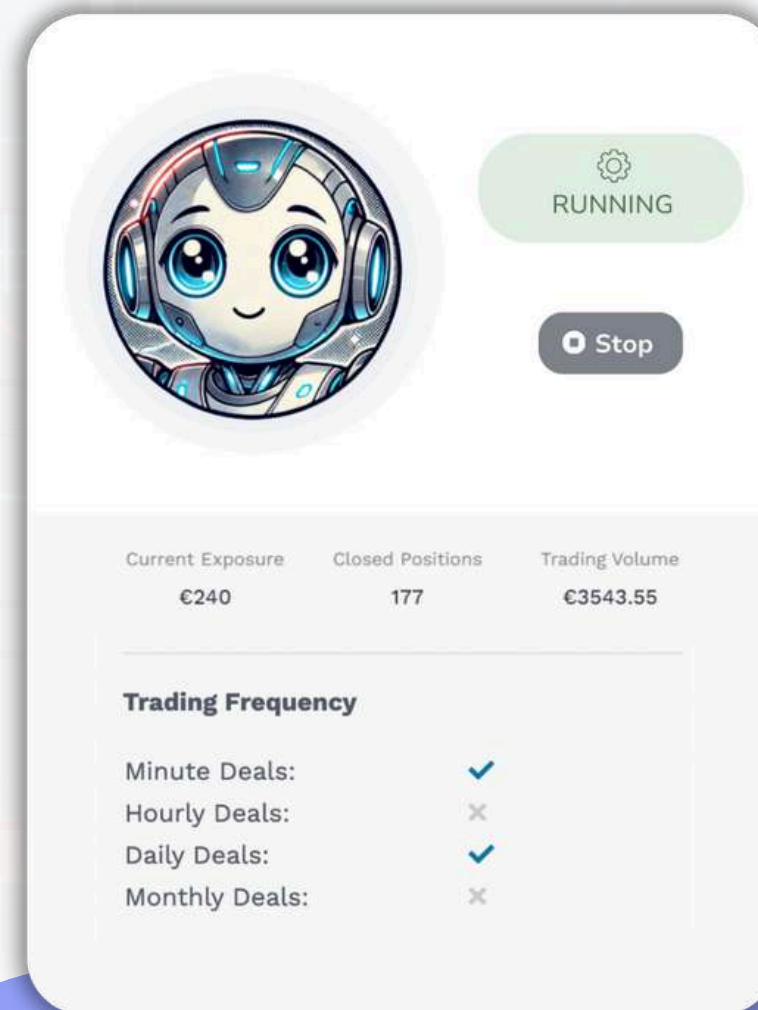 RUNNING
Stop
Current Exposure Closed Positions Trading Volume
€240 177 €3543.55
Trading Frequency
Minute Deals:
Hourly Deals:
Daily Deals:
Monthly Deals: